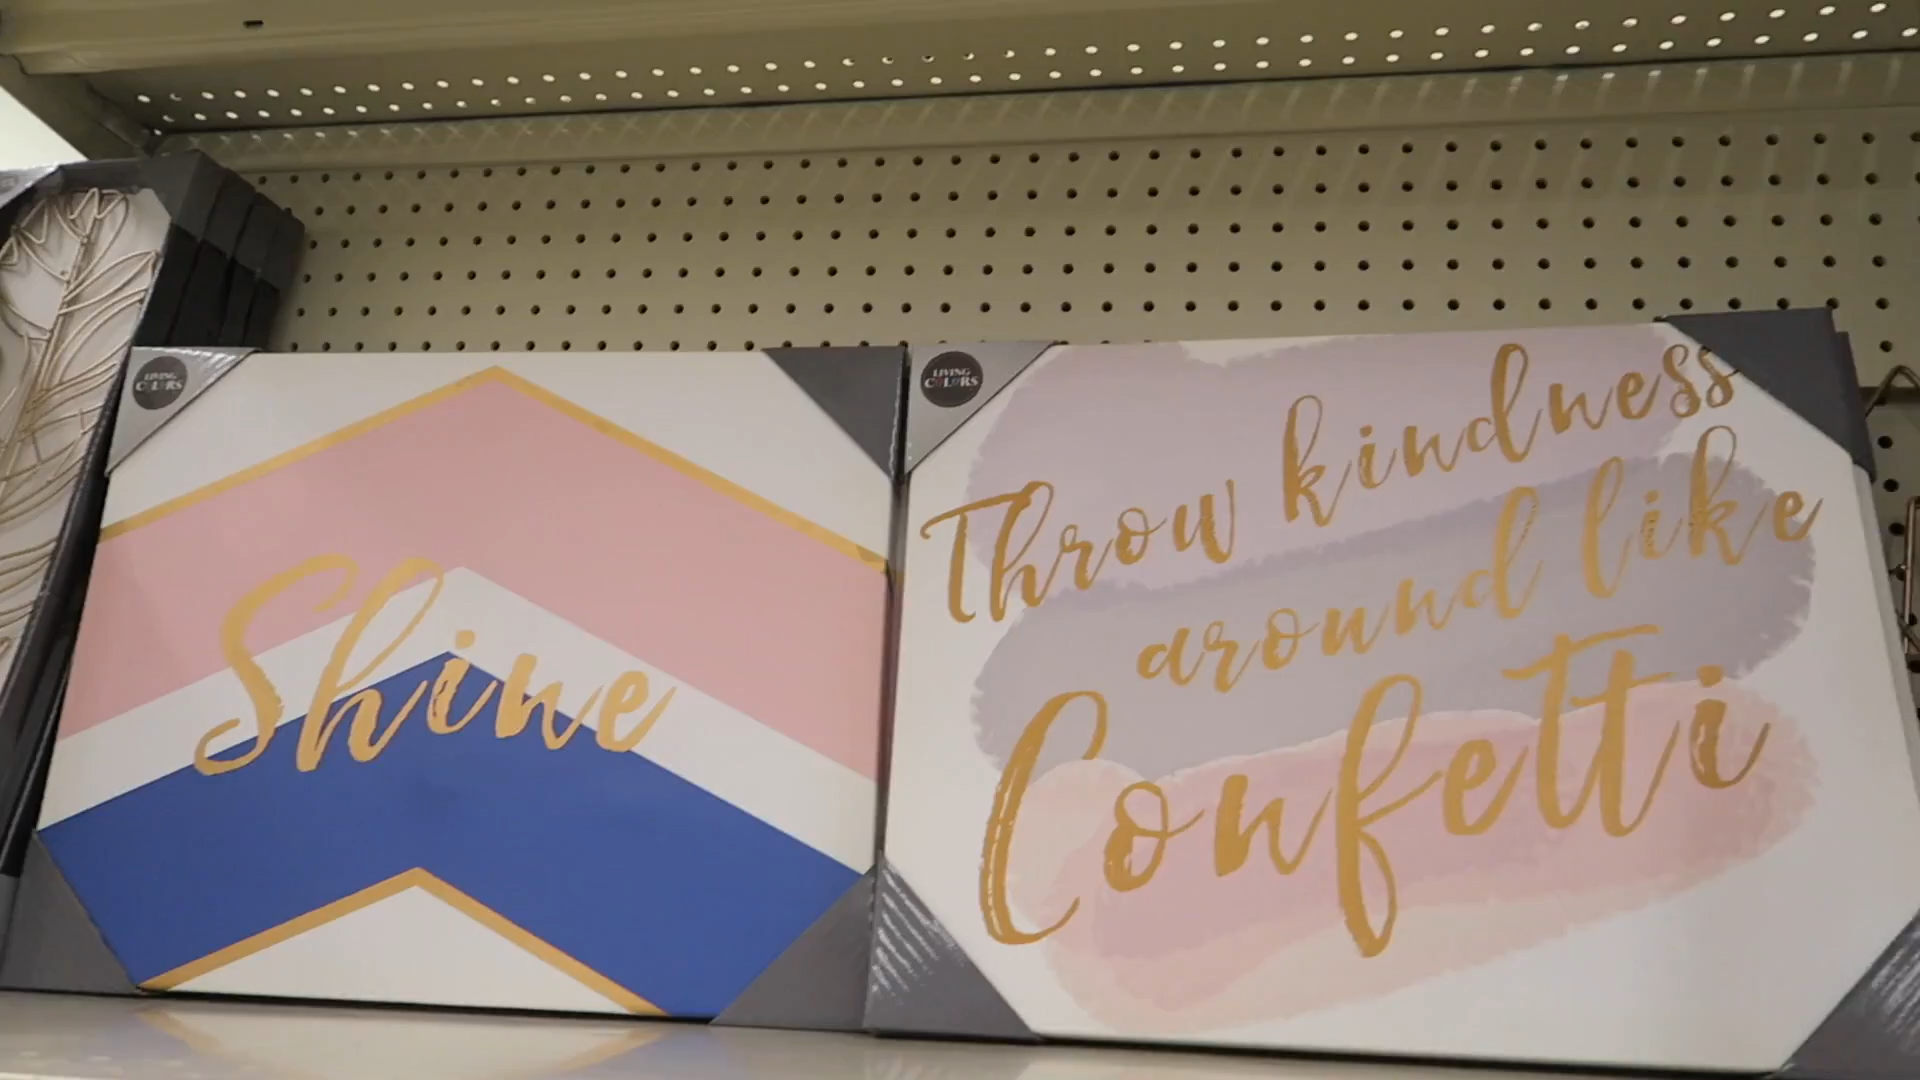 LIVING
COLORS
Shine
LIVING
COLORS
Throw kindness
around like
Confetti